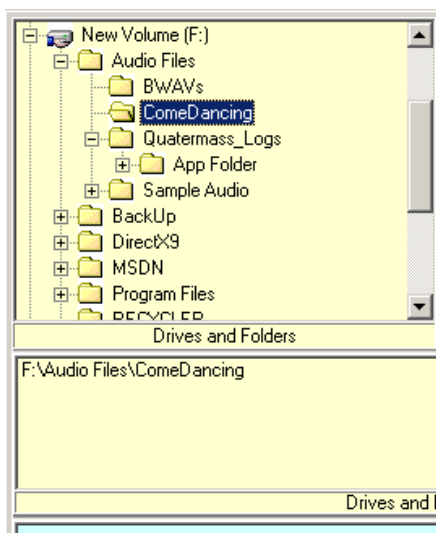 New Volume (F:)
Audio Files
BWAVs
ComeDancing
Quatermass_Logs
App Folder
Sample Audio
BackUp
DirectX9
MSDN
Program Files
RECYCLER
Drives and Folders
F:\Audio Files\ComeDancing
Drives and